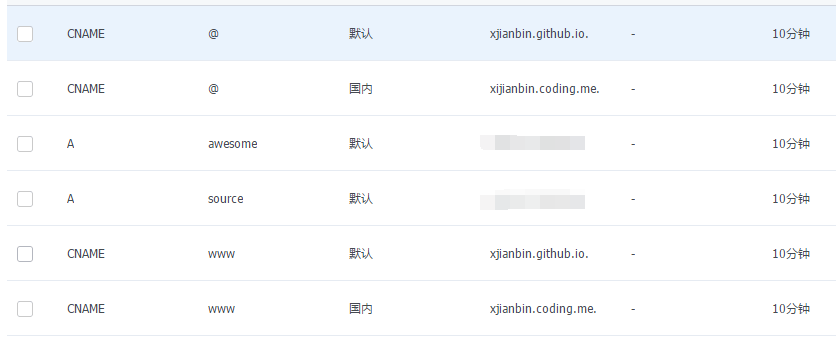 CNAME @ 默认 xjianbin.github.io. - 10分钟
CNAME @ 国内 xijianbin.coding.me. - 10分钟
A awesome 默认 - 10分钟
A source 默认 - 10分钟
CNAME www 默认 xjianbin.github.io. - 10分钟
CNAME www 国内 xjianbin.coding.me. - 10分钟